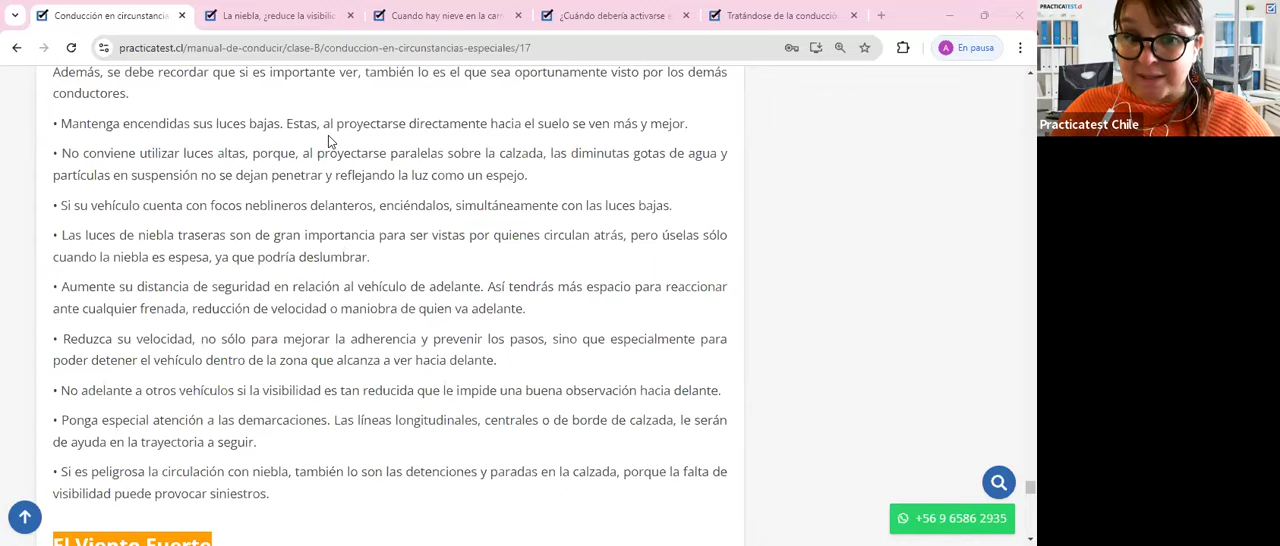 Conducción en circunstancias
La niebla, ¿reduce la visibilid
Cuando hay nieve en la carr
¿Cuándo debería activarse e
Tratándose de la conducció
practicatest.cl/manual-de-conducir/clase-B/conduccion-en-circunstancias-especiales/17
A En pausa
PRACTICATEST.cl
Practicatest Chile
Además, se debe recordar que si es importante ver, también lo es el que sea oportunamente visto por los demás
conductores.
• Mantenga encendidas sus luces bajas. Estas, al proyectarse directamente hacia el suelo se ven más y mejor.
• No conviene utilizar luces altas, porque, al proyectarse paralelas sobre la calzada, las diminutas gotas de agua y
partículas en suspensión no se dejan penetrar y reflejando la luz como un espejo.
• Si su vehículo cuenta con focos neblineros delanteros, enciéndalos, simultáneamente con las luces bajas.
• Las luces de niebla traseras son de gran importancia para ser vistas por quienes circulan atrás, pero úselas sólo
cuando la niebla es espesa, ya que podría deslumbrar.
• Aumente su distancia de seguridad en relación al vehículo de adelante. Así tendrás más espacio para reaccionar
ante cualquier frenada, reducción de velocidad o maniobra de quien va adelante.
• Reduzca su velocidad, no sólo para mejorar la adherencia y prevenir los pasos, sino que especialmente para
poder detener el vehículo dentro de la zona que alcanza a ver hacia delante.
• No adelante a otros vehículos si la visibilidad es tan reducida que le impide una buena observación hacia delante.
• Ponga especial atención a las demarcaciones. Las líneas longitudinales, centrales o de borde de calzada, le serán
de ayuda en la trayectoria a seguir.
• Si es peligrosa la circulación con niebla, también lo son las detenciones y paradas en la calzada, porque la falta de
visibilidad puede provocar siniestros.
El Viento Fuerte
+56 9 6586 2935